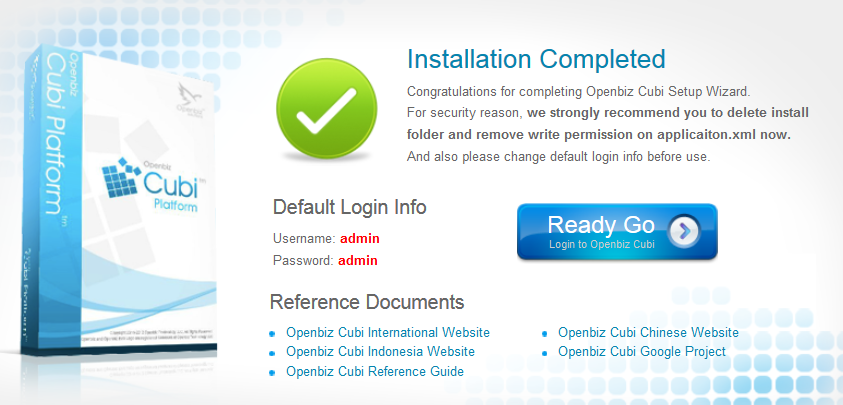 Installation Completed
Congratulations for completing Openbiz Cubi Setup Wizard.
For security reason, we strongly recommend you to delete install
folder and remove write permission on applicaiton.xml now.
And also please change default login info before use.
Openbiz
Cubi Platform™
Openbiz
Openbiz
Cubi™
Platform
Default Login Info
Username: admin
Password: admin
Ready Go
Login to Openbiz Cubi
Reference Documents
Openbiz Cubi International Website
Openbiz Cubi Chinese Website
Openbiz Cubi Indonesia Website
Openbiz Cubi Google Project
Openbiz Cubi Reference Guide